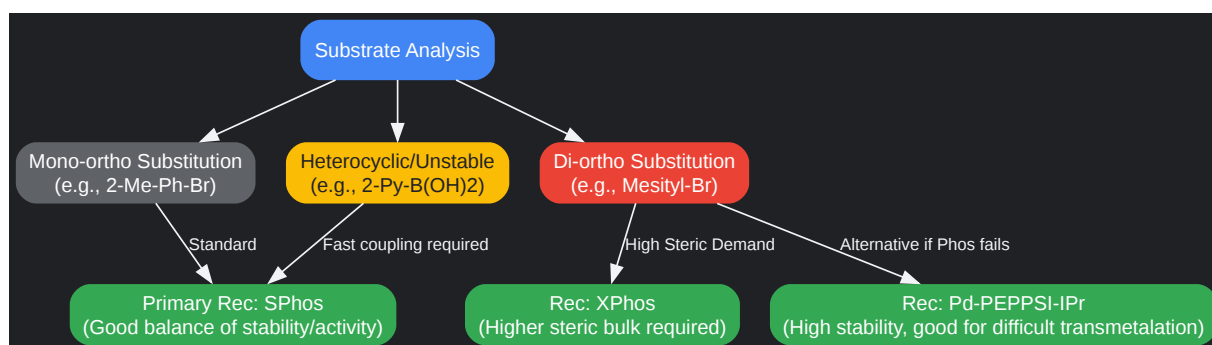 Substrate Analysis
Mono-ortho Substitution
(e.g., 2-Me-Ph-Br)
Heterocyclic/Unstable
(e.g., 2-Py-B(OH)2)
Di-ortho Substitution
(e.g., Mesityl-Br)
Standard
Fast coupling required
High Steric Demand
Alternative if Phos fails
Primary Rec: SPhos
(Good balance of stability/activity)
Rec: XPhos
(Higher steric bulk required)
Rec: Pd-PEPPSI-IPr
(High stability, good for difficult transmetalation)